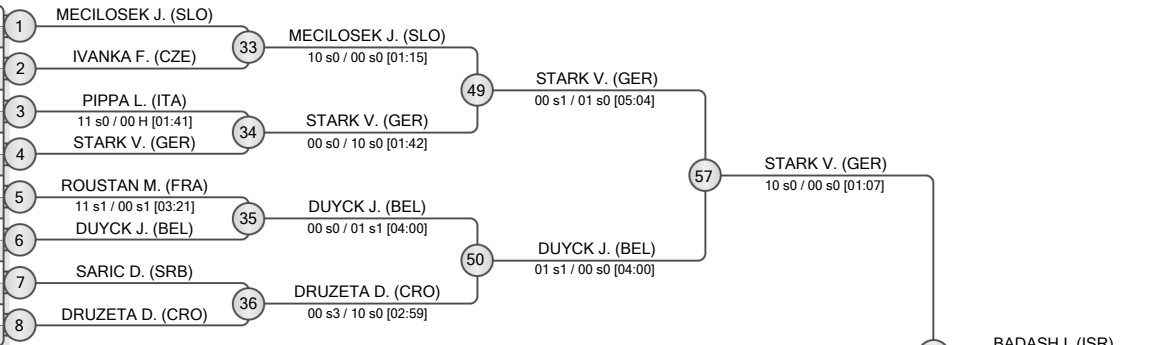 1
MECILOSEK J. (SLO)
33
MECILOSEK J. (SLO)
10 s0 / 00 s0 [01:15]
2
IVANKA F. (CZE)
49
STARK V. (GER)
00 s1 / 01 s0 [05:04]
3
PIPPA L. (ITA)
11 s0 / 00 H [01:41]
34
STARK V. (GER)
00 s0 / 10 s0 [01:42]
4
STARK V. (GER)
57
STARK V. (GER)
10 s0 / 00 s0 [01:07]
5
ROUSTAN M. (FRA)
11 s1 / 00 s1 [03:21]
35
DUYCK J. (BEL)
00 s0 / 01 s1 [04:00]
6
DUYCK J. (BEL)
50
DUYCK J. (BEL)
01 s1 / 00 s0 [04:00]
7
SARIC D. (SRB)
36
DRUZETA D. (CRO)
00 s3 / 10 s0 [02:59]
8
DRUZETA D. (CRO)
BADASH I. (ISR)